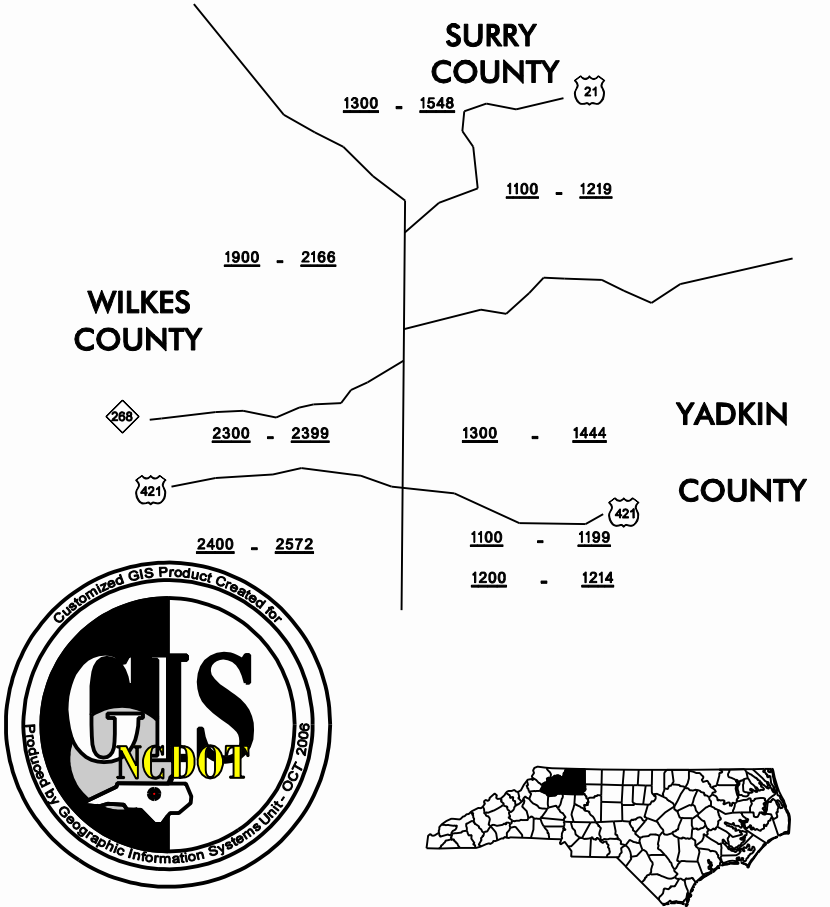 SURRY
COUNTY
21
1300 - 1548
1100 - 1219
1900 - 2166
WILKES
COUNTY
268
YADKIN
2300 - 2399
1300 - 1444
COUNTY
421
421
2400 - 2572
1100 - 1199
1200 - 1214
Customized GIS Product Created for
GIS
NCDOT
Produced by Geographic Information Systems Unit - OCT 2006